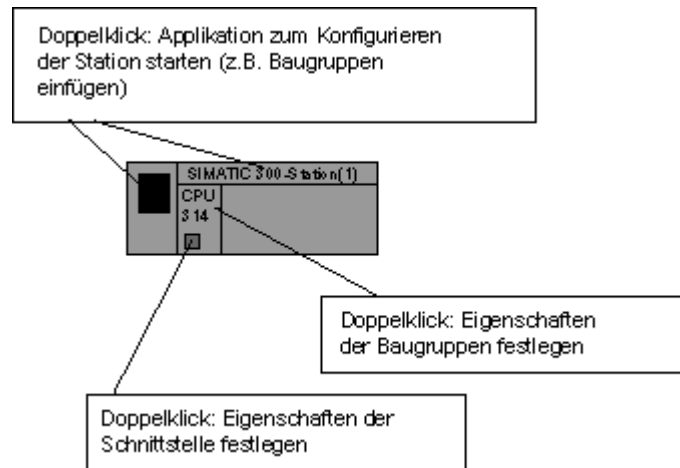 Doppelklick: Applikation zum Konfigurieren
der Station starten (z.B. Baugruppen
einfügen)
SIMATIC 300-Station(1)
CPU
314
Doppelklick: Eigenschaften
der Baugruppen festlegen
Doppelklick: Eigenschaften der
Schnittstelle festlegen